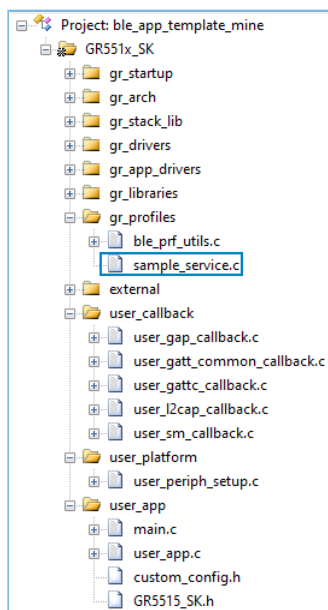 Project: ble_app_template_mine
GR551x_SK
gr_startup
gr_arch
gr_stack_lib
gr_drivers
gr_app_drivers
gr_libraries
gr_profiles
ble_prf_utils.c
sample_service.c
external
user_callback
user_gap_callback.c
user_gatt_common_callback.c
user_gattc_callback.c
user_l2cap_callback.c
user_sm_callback.c
user_platform
user_periph_setup.c
user_app
main.c
user_app.c
custom_config.h
GR5515_SK.h